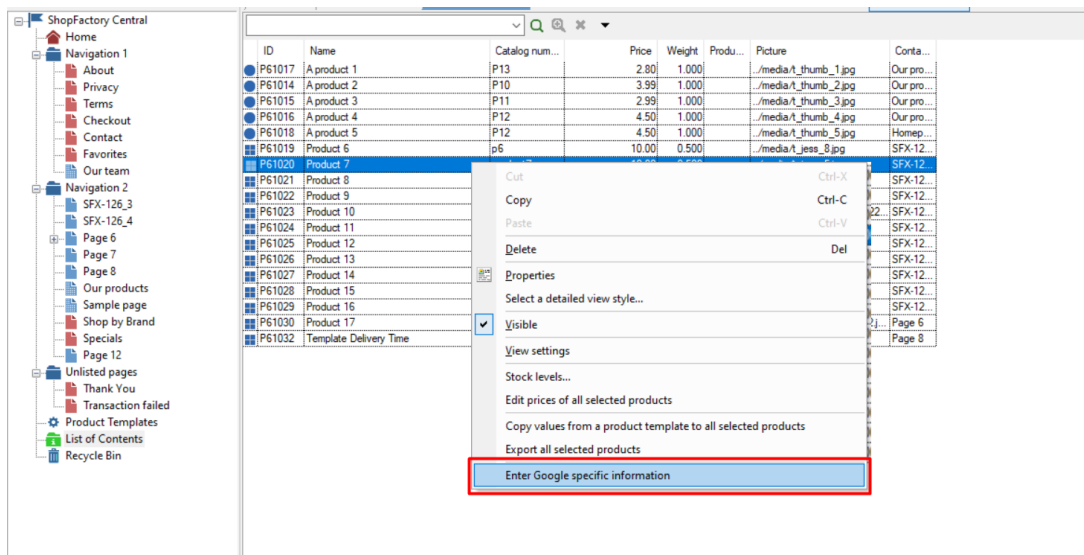 ShopFactory Central
Home
Navigation 1
About
Privacy
Terms
Checkout
Contact
Favorites
Our team
Navigation 2
SFX-126_3
SFX-126_4
Page 6
Page 7
Page 8
Our products
Sample page
Shop by Brand
Specials
Page 12
Unlisted pages
Thank You
Transaction failed
Product Templates
List of Contents
Recycle Bin
ID Name Catalog num... Price Weight Produ... Picture Conta...
P61017 A product 1 P13 2.80 1.000 ../media/t_thumb_1.jpg Our pro...
P61014 A product 2 P10 3.99 1.000 ../media/t_thumb_2.jpg Our pro...
P61015 A product 3 P11 2.99 1.000 ../media/t_thumb_3.jpg Our pro...
P61016 A product 4 P12 4.50 1.000 ../media/t_thumb_4.jpg Our pro...
P61018 A product 5 P12 4.50 1.000 ../media/t_thumb_5.jpg Homep...
P61019 Product 6 p6 10.00 0.500 ../media/t_jess_8.jpg SFX-12...
P61020 Product 7 SFX-12...
P61021 Product 8 SFX-12...
P61022 Product 9 SFX-12...
P61023 Product 10 22... SFX-12...
P61024 Product 11 SFX-12...
P61025 Product 12 SFX-12...
P61026 Product 13 SFX-12...
P61027 Product 14 SFX-12...
P61028 Product 15 SFX-12...
P61029 Product 16 SFX-12...
P61030 Product 17 Page 6
P61032 Template Delivery Time Page 8
Cut Ctrl-X
Copy Ctrl-C
Paste Ctrl-V
Delete Del
Properties
Select a detailed view style...
Visible
View settings
Stock levels...
Edit prices of all selected products
Copy values from a product template to all selected products
Export all selected products
Enter Google specific information